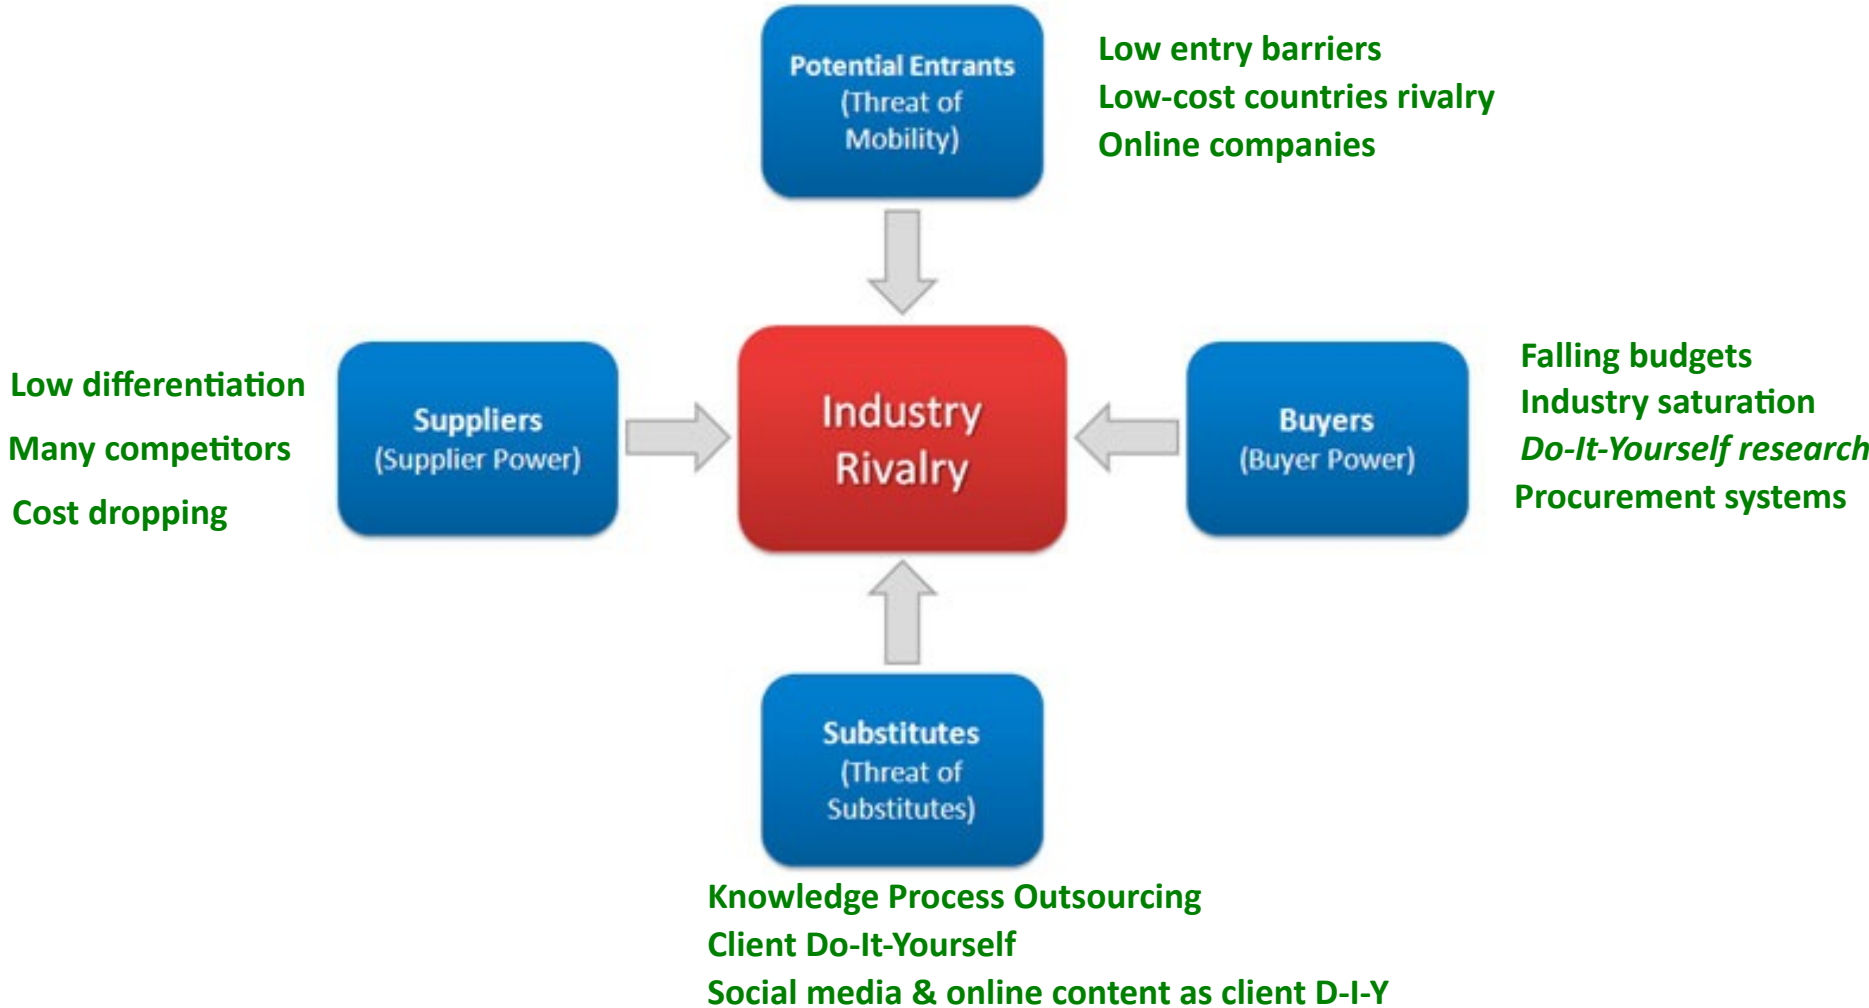 Potential Entrants
(Threat of
Mobility)
Low entry barriers
Low-cost countries rivalry
Online companies
Low differentiation
Many competitors
Cost dropping
Suppliers
(Supplier Power)
Industry
Rivalry
Buyers
(Buyer Power)
Falling budgets
Industry saturation
Do-It-Yourself research
Procurement systems
Substitutes
(Threat of
Substitutes)
Knowledge Process Outsourcing
Client Do-It-Yourself
Social media & online content as client D-I-Y